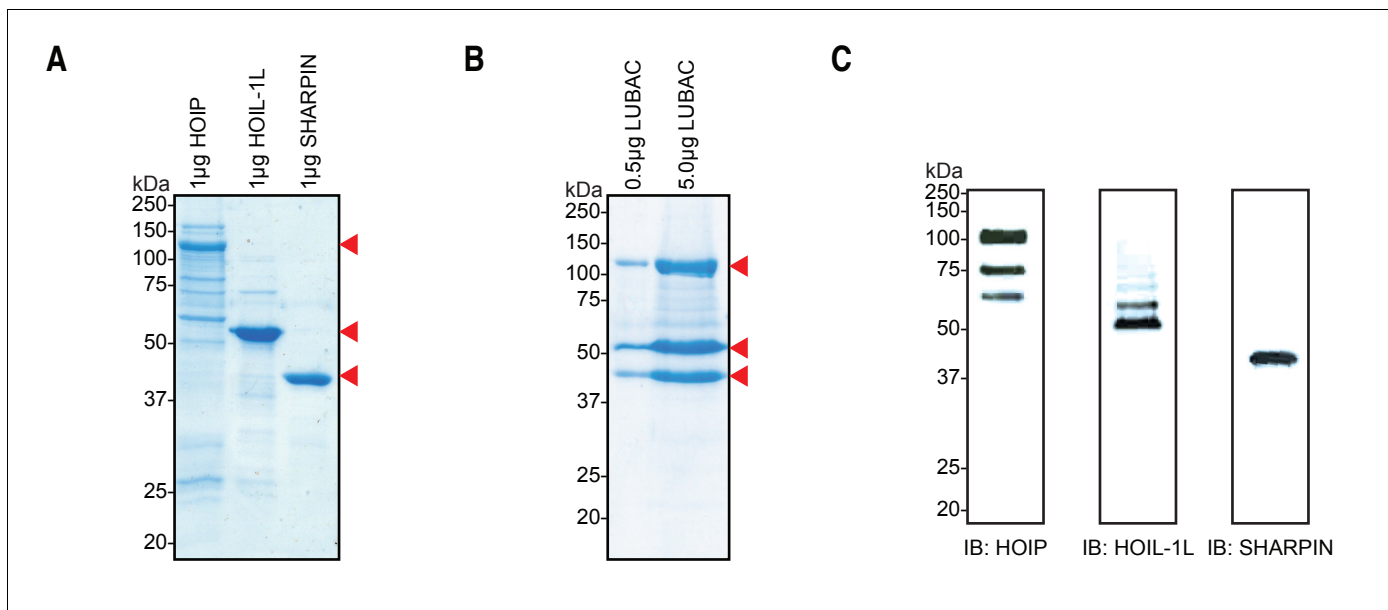 A
1µg HOIP
1µg HOIL-1L
1µg SHARPIN
kDa
250
150
100
75
50
37
25
20
B
0.5µg LUBAC
5.0µg LUBAC
kDa
250
150
100
75
50
37
25
20
C
kDa
250
150
100
75
50
37
25
20
IB: HOIP
IB: HOIL-1L
IB: SHARPIN